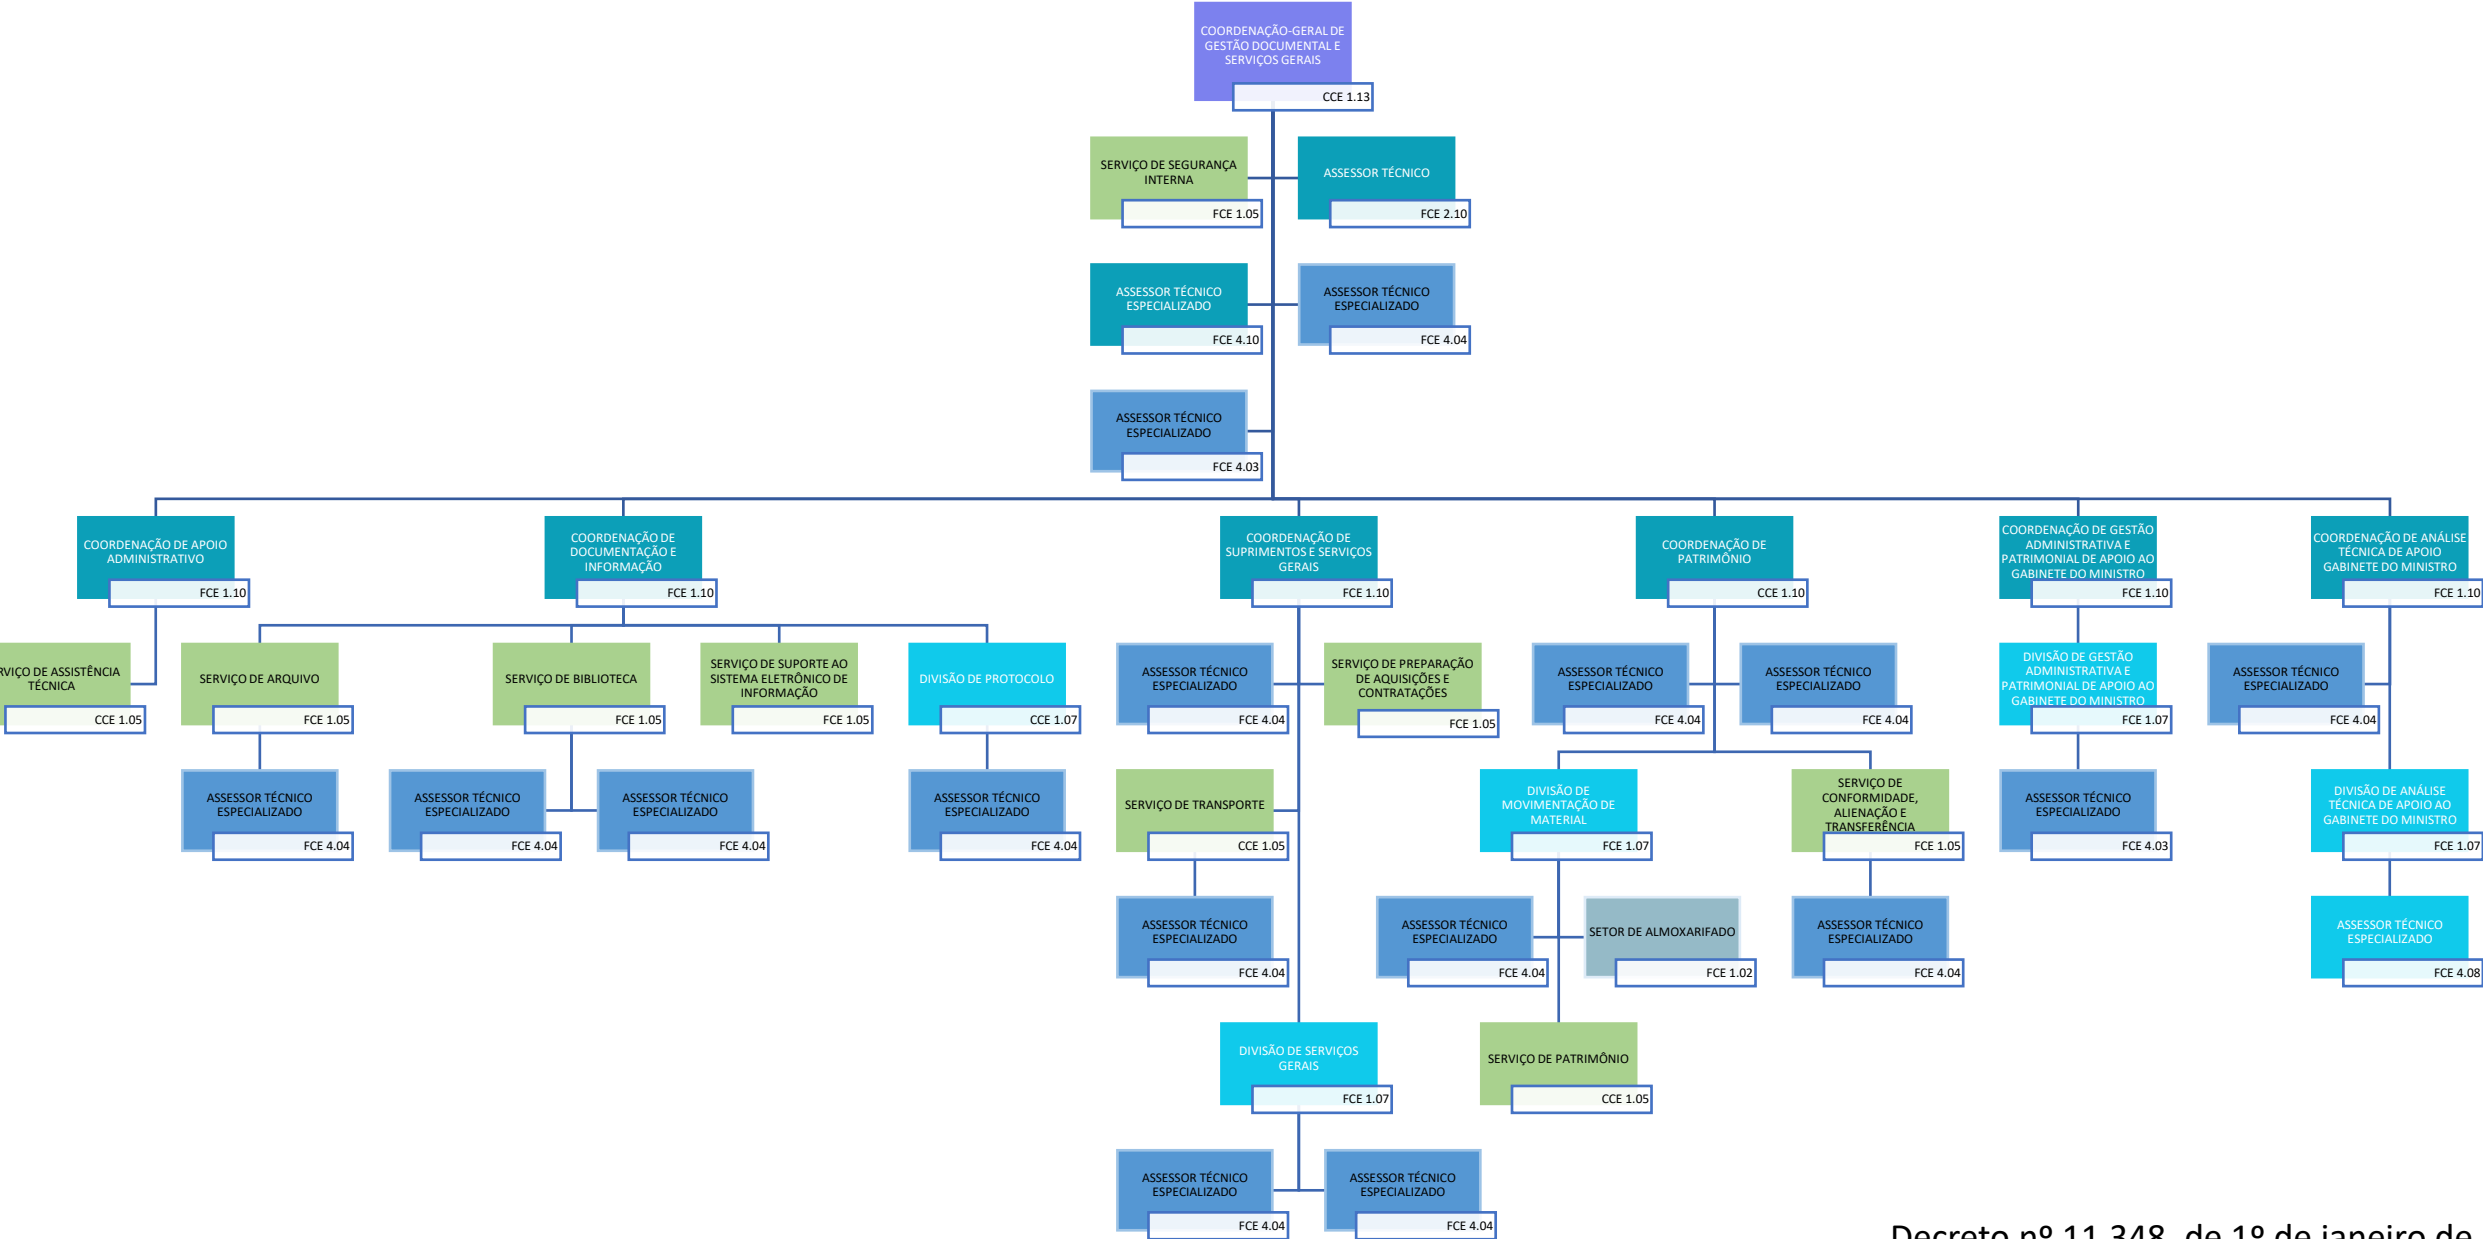 COORDENAÇÃO-GERAL DE
GESTÃO DOCUMENTAL E
SERVIÇOS GERAIS
CCE 1.13
SERVIÇO DE SEGURANÇA
INTERNA
FCE 1.05
ASSESSOR TÉCNICO
FCE 2.10
ASSESSOR TÉCNICO
ESPECIALIZADO
FCE 4.10
ASSESSOR TÉCNICO
ESPECIALIZADO
FCE 4.04
ASSESSOR TÉCNICO
ESPECIALIZADO
FCE 4.03
COORDENAÇÃO DE APOIO
ADMINISTRATIVO
FCE 1.10
COORDENAÇÃO DE
DOCUMENTAÇÃO E
INFORMAÇÃO
FCE 1.10
COORDENAÇÃO DE
SUPRIMENTOS E SERVIÇOS
GERAIS
FCE 1.10
COORDENAÇÃO DE
PATRIMÔNIO
CCE 1.10
COORDENAÇÃO DE GESTÃO
ADMINISTRATIVA E
PATRIMONIAL DE APOIO AO
GABINETE DO MINISTRO
FCE 1.10
COORDENAÇÃO DE ANÁLISE
TÉCNICA DE APOIO
GABINETE DO MINISTRO
FCE 1.10
RVIÇO DE ASSISTÊNCIA
TÉCNICA
CCE 1.05
SERVIÇO DE ARQUIVO
FCE 1.05
SERVIÇO DE BIBLIOTECA
FCE 1.05
SERVIÇO DE SUPORTE AO
SISTEMA ELETRÔNICO DE
INFORMAÇÃO
FCE 1.05
DIVISÃO DE PROTOCOLO
CCE 1.07
ASSESSOR TÉCNICO
ESPECIALIZADO
FCE 4.04
SERVIÇO DE PREPARAÇÃO
DE AQUISIÇÕES E
CONTRATAÇÕES
FCE 1.05
ASSESSOR TÉCNICO
ESPECIALIZADO
FCE 4.04
ASSESSOR TÉCNICO
ESPECIALIZADO
FCE 4.04
DIVISÃO DE GESTÃO
ADMINISTRATIVA E
PATRIMONIAL DE APOIO AO
GABINETE DO MINISTRO
FCE 1.07
ASSESSOR TÉCNICO
ESPECIALIZADO
FCE 4.04
ASSESSOR TÉCNICO
ESPECIALIZADO
FCE 4.04
ASSESSOR TÉCNICO
ESPECIALIZADO
FCE 4.04
ASSESSOR TÉCNICO
ESPECIALIZADO
FCE 4.04
ASSESSOR TÉCNICO
ESPECIALIZADO
FCE 4.04
SERVIÇO DE TRANSPORTE
CCE 1.05
DIVISÃO DE
MOVIMENTAÇÃO DE
MATERIAL
FCE 1.07
SERVIÇO DE
CONFORMIDADE,
ALIENAÇÃO E
TRANSFERÊNCIA
FCE 1.05
ASSESSOR TÉCNICO
ESPECIALIZADO
FCE 4.03
DIVISÃO DE ANÁLISE
TÉCNICA DE APOIO AO
GABINETE DO MINISTRO
FCE 1.07
ASSESSOR TÉCNICO
ESPECIALIZADO
FCE 4.04
ASSESSOR TÉCNICO
ESPECIALIZADO
FCE 4.04
SETOR DE ALMOXARIFADO
FCE 1.02
ASSESSOR TÉCNICO
ESPECIALIZADO
FCE 4.04
ASSESSOR TÉCNICO
ESPECIALIZADO
FCE 4.08
DIVISÃO DE SERVIÇOS
GERAIS
FCE 1.07
SERVIÇO DE PATRIMÔNIO
CCE 1.05
ASSESSOR TÉCNICO
ESPECIALIZADO
FCE 4.04
ASSESSOR TÉCNICO
ESPECIALIZADO
FCE 4.04
Decreto nº 11.348, de 1º de janeiro de